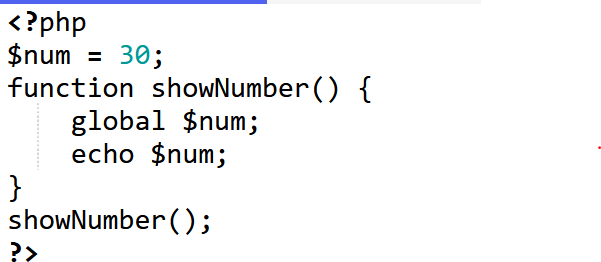 <?php
$num = 30;
function showNumber() {
    global $num;
    echo $num;
}
showNumber();
?>